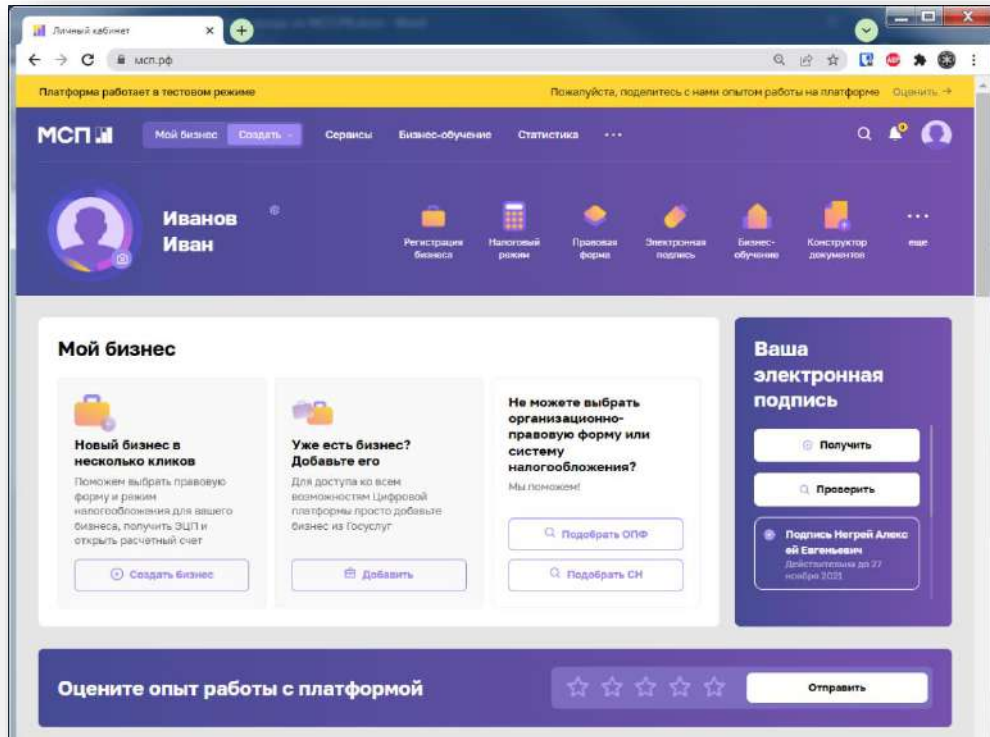 Личный кабинет
мсп.рф
Платформа работает в тестовом режиме
Пожалуйста, поделитесь с нами опытом работы на платформе Оценить →
МСП
Мой бизнес Создать Сервисы Бизнес-обучение Статистика ...
Иванов
Иван
Регистрация
бизнеса
Налоговый
режим
Правовая
форма
Электронная
подпись
Бизнес-
обучение
Конструктор
документов
еще
Мой бизнес
Новый бизнес в
несколько кликов
Поможем выбрать правовую
форму и режим
налогообложения для вашего
бизнеса, получить ЭЦП и
открыть расчетный счет
Создать бизнес
Уже есть бизнес?
Добавьте его
Для доступа ко всем
возможностям Цифровой
платформы просто добавьте
бизнес из Госуслуг
Добавить
Не можете выбрать
организационно-
правовую форму или
систему
налогообложения?
Мы поможем!
Подобрать ОПФ
Подобрать СН
Ваша
электронная
подпись
Получить
Проверить
Подпись Негрей Алекс
ей Евгеньевич
Действительна до 27
ноября 2021
Оцените опыт работы с платформой
Отправить